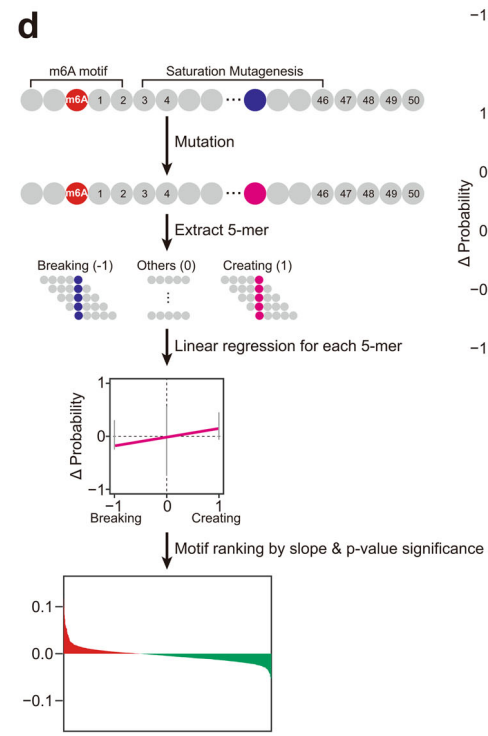 d
m6A motif
Saturation Mutagenesis
m6A 1 2 3 4 ... 46 47 48 49 50
Mutation
m6A 1 2 3 4 ... 46 47 48 49 50
Extract 5-mer
Breaking (-1) Others (0) Creating (1)
Linear regression for each 5-mer
Δ Probability
1
0
−1
−1 0 1
Breaking Creating
Motif ranking by slope & p-value significance
0.1
0.0
−0.1
−1
1
0
0
−0
−1
Δ Probability